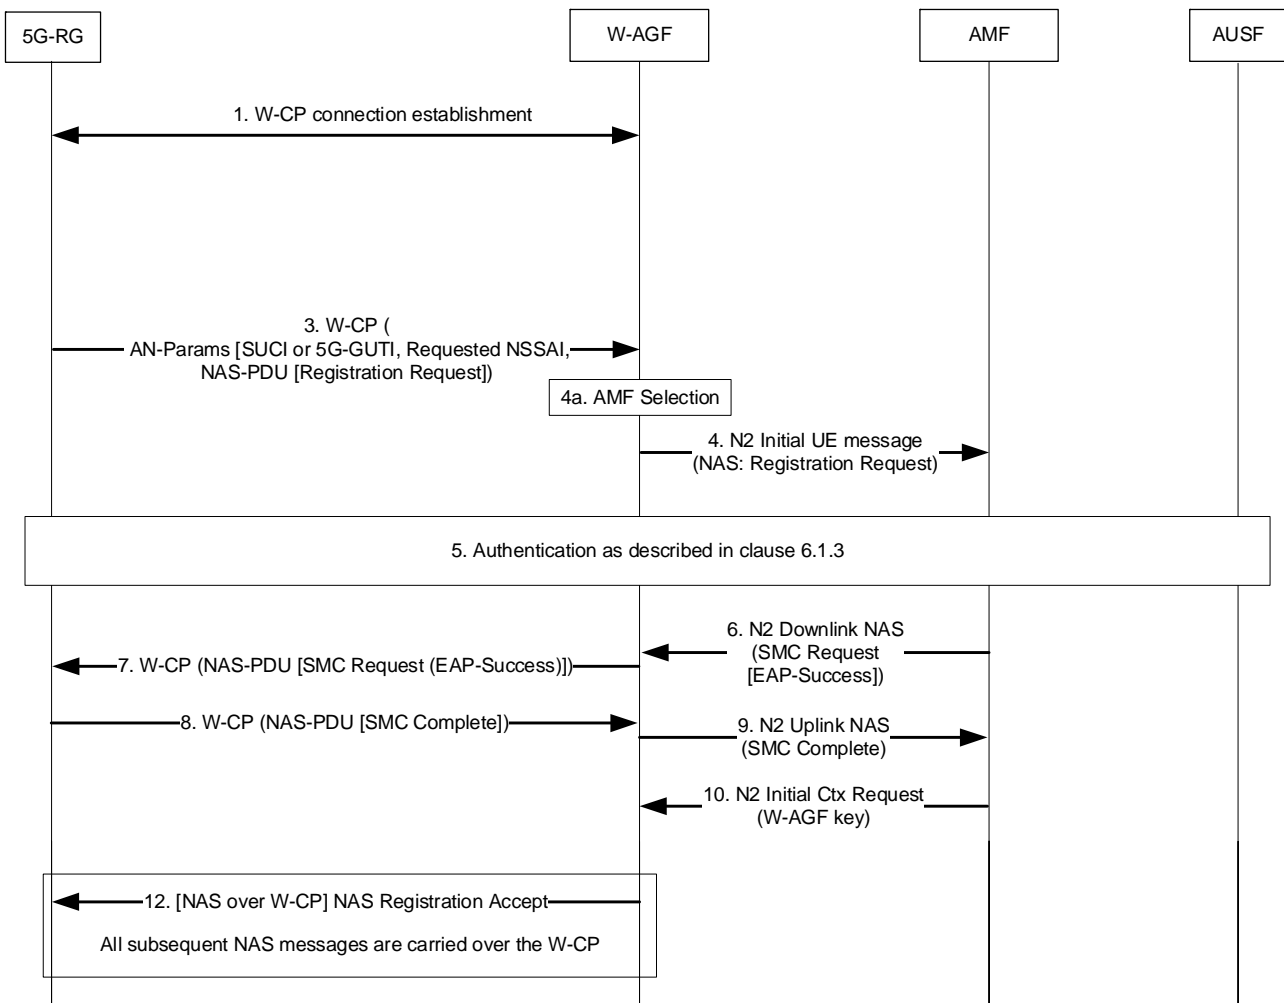 5G-RG
W-AGF
AMF
AUSF
1. W-CP connection establishment
3. W-CP (
AN-Params [SUCI or 5G-GUTI, Requested NSSAI,
NAS-PDU [Registration Request])
4a. AMF Selection
4. N2 Initial UE message
(NAS: Registration Request)
5. Authentication as described in clause 6.1.3
6. N2 Downlink NAS
(SMC Request
[EAP-Success])
7. W-CP (NAS-PDU [SMC Request (EAP-Success)])
8. W-CP (NAS-PDU [SMC Complete])
9. N2 Uplink NAS
(SMC Complete)
10. N2 Initial Ctx Request
(W-AGF key)
12. [NAS over W-CP] NAS Registration Accept
All subsequent NAS messages are carried over the W-CP